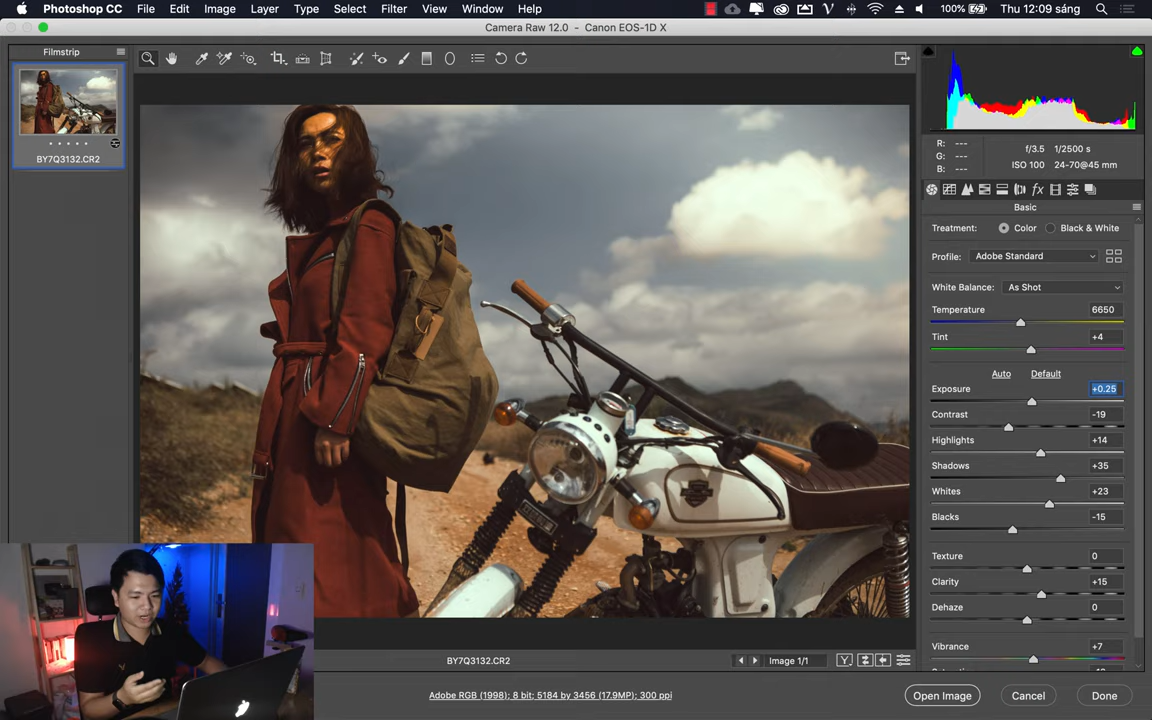 Photoshop CC File Edit Image Layer Type Select Filter View Window Help 100% Thu 12:09 sáng
Camera Raw 12.0 - Canon EOS-1D X
Filmstrip
BY7Q3132.CR2
R: ---
G: ---
B: ---
f/3.5 1/2500 s
ISO 100 24-70@45 mm
Basic
Treatment: Color Black & White
Profile: Adobe Standard
White Balance: As Shot
Temperature 6650
Tint +4
Auto Default
Exposure +0.25
Contrast -19
Highlights +14
Shadows +35
Whites +23
Blacks -15
Texture 0
Clarity +15
Dehaze 0
Vibrance +7
BY7Q3132.CR2
Image 1/1
Adobe RGB (1998); 8 bit; 5184 by 3456 (17.9MP); 300 ppi
Open Image Cancel Done